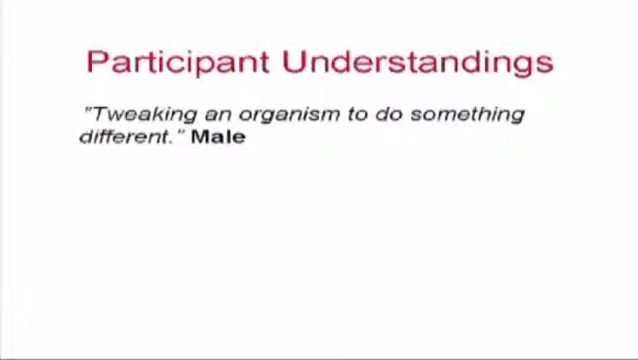 Participant Understandings
"Tweaking an organism to do something
different." Male